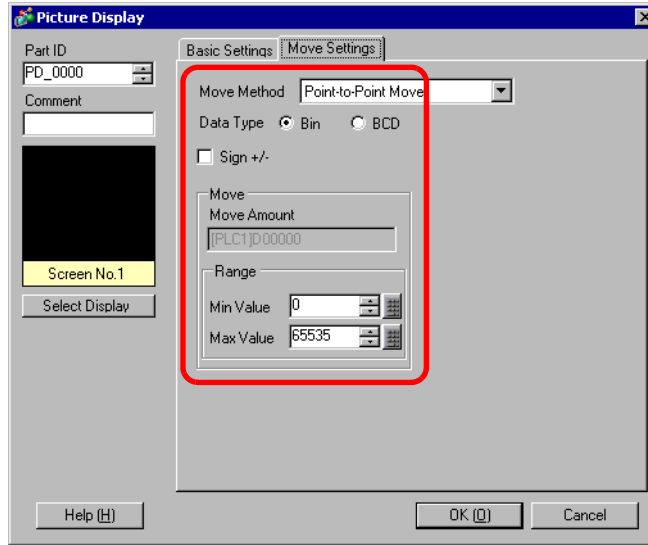 Picture Display
Part ID
PD_0000
Comment
Screen No.1
Select Display
Basic Settings
Move Settings
Move Method Point-to-Point Move
Data Type Bin BCD
Sign +/-
Move
Move Amount
[PLC1]D00000
Range
Min Value 0
Max Value 65535
Help (H)
OK (O)
Cancel